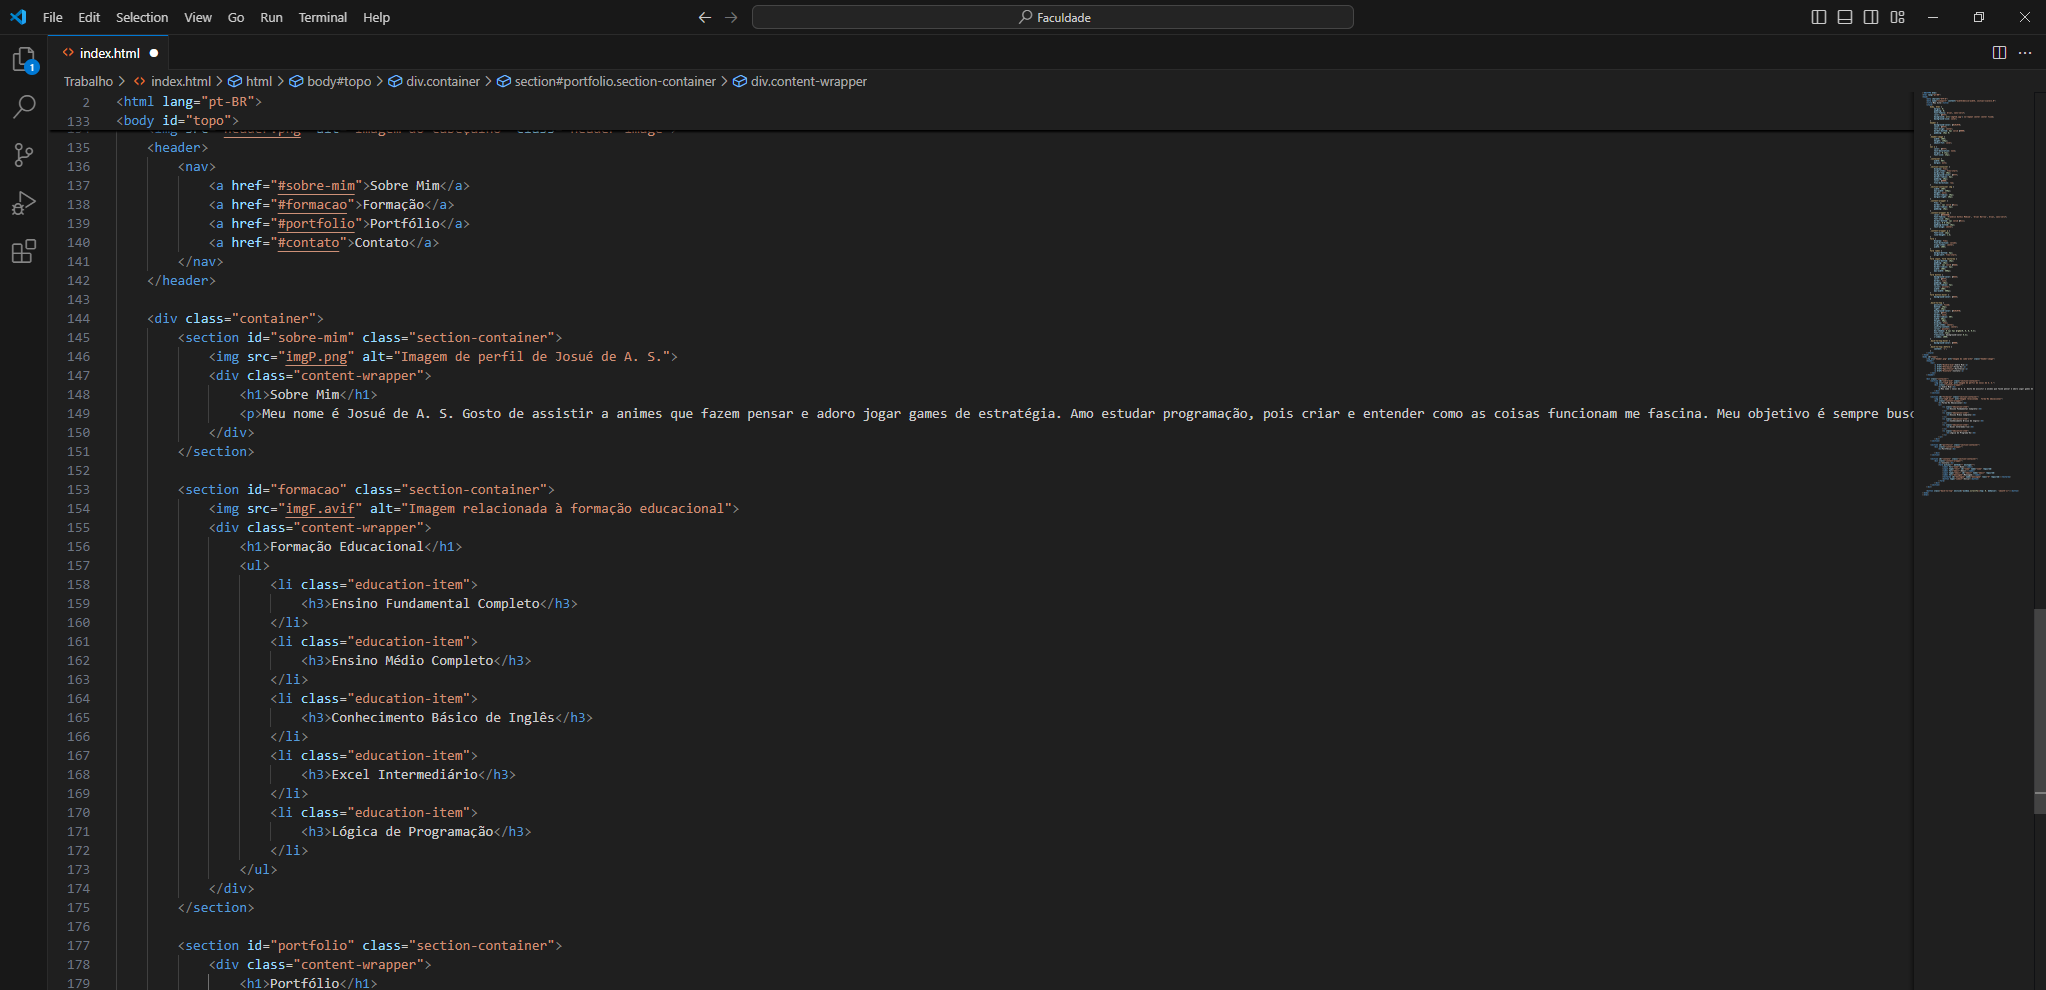 File Edit Selection View Go Run Terminal Help
Faculdade
index.html
1
Trabalho > index.html > html > body#topo > div.container > section#portfolio.section-container > div.content-wrapper
2 <html lang="pt-BR">
133 <body id="topo">
135 <header>
136 <nav>
137 <a href="#sobre-mim">Sobre Mim</a>
138 <a href="#formacao">Formação</a>
139 <a href="#portfolio">Portfólio</a>
140 <a href="#contato">Contato</a>
141 </nav>
142 </header>
143
144 <div class="container">
145 <section id="sobre-mim" class="section-container">
146 <img src="imgP.png" alt="Imagem de perfil de Josué de A. S.">
147 <div class="content-wrapper">
148 <h1>Sobre Mim</h1>
149 <p>Meu nome é Josué de A. S. Gosto de assistir a animes que fazem pensar e adoro jogar games de estratégia. Amo estudar programação, pois criar e entender como as coisas funcionam me fascina. Meu objetivo é sempre busc
150 </div>
151 </section>
152
153 <section id="formacao" class="section-container">
154 <img src="imgF.avif" alt="Imagem relacionada à formação educacional">
155 <div class="content-wrapper">
156 <h1>Formação Educacional</h1>
157 <ul>
158 <li class="education-item">
159 <h3>Ensino Fundamental Completo</h3>
160 </li>
161 <li class="education-item">
162 <h3>Ensino Médio Completo</h3>
163 </li>
164 <li class="education-item">
165 <h3>Conhecimento Básico de Inglês</h3>
166 </li>
167 <li class="education-item">
168 <h3>Excel Intermediário</h3>
169 </li>
170 <li class="education-item">
171 <h3>Lógica de Programação</h3>
172 </li>
173 </ul>
174 </div>
175 </section>
176
177 <section id="portfolio" class="section-container">
178 <div class="content-wrapper">
179 <h1>Portfólio</h1>